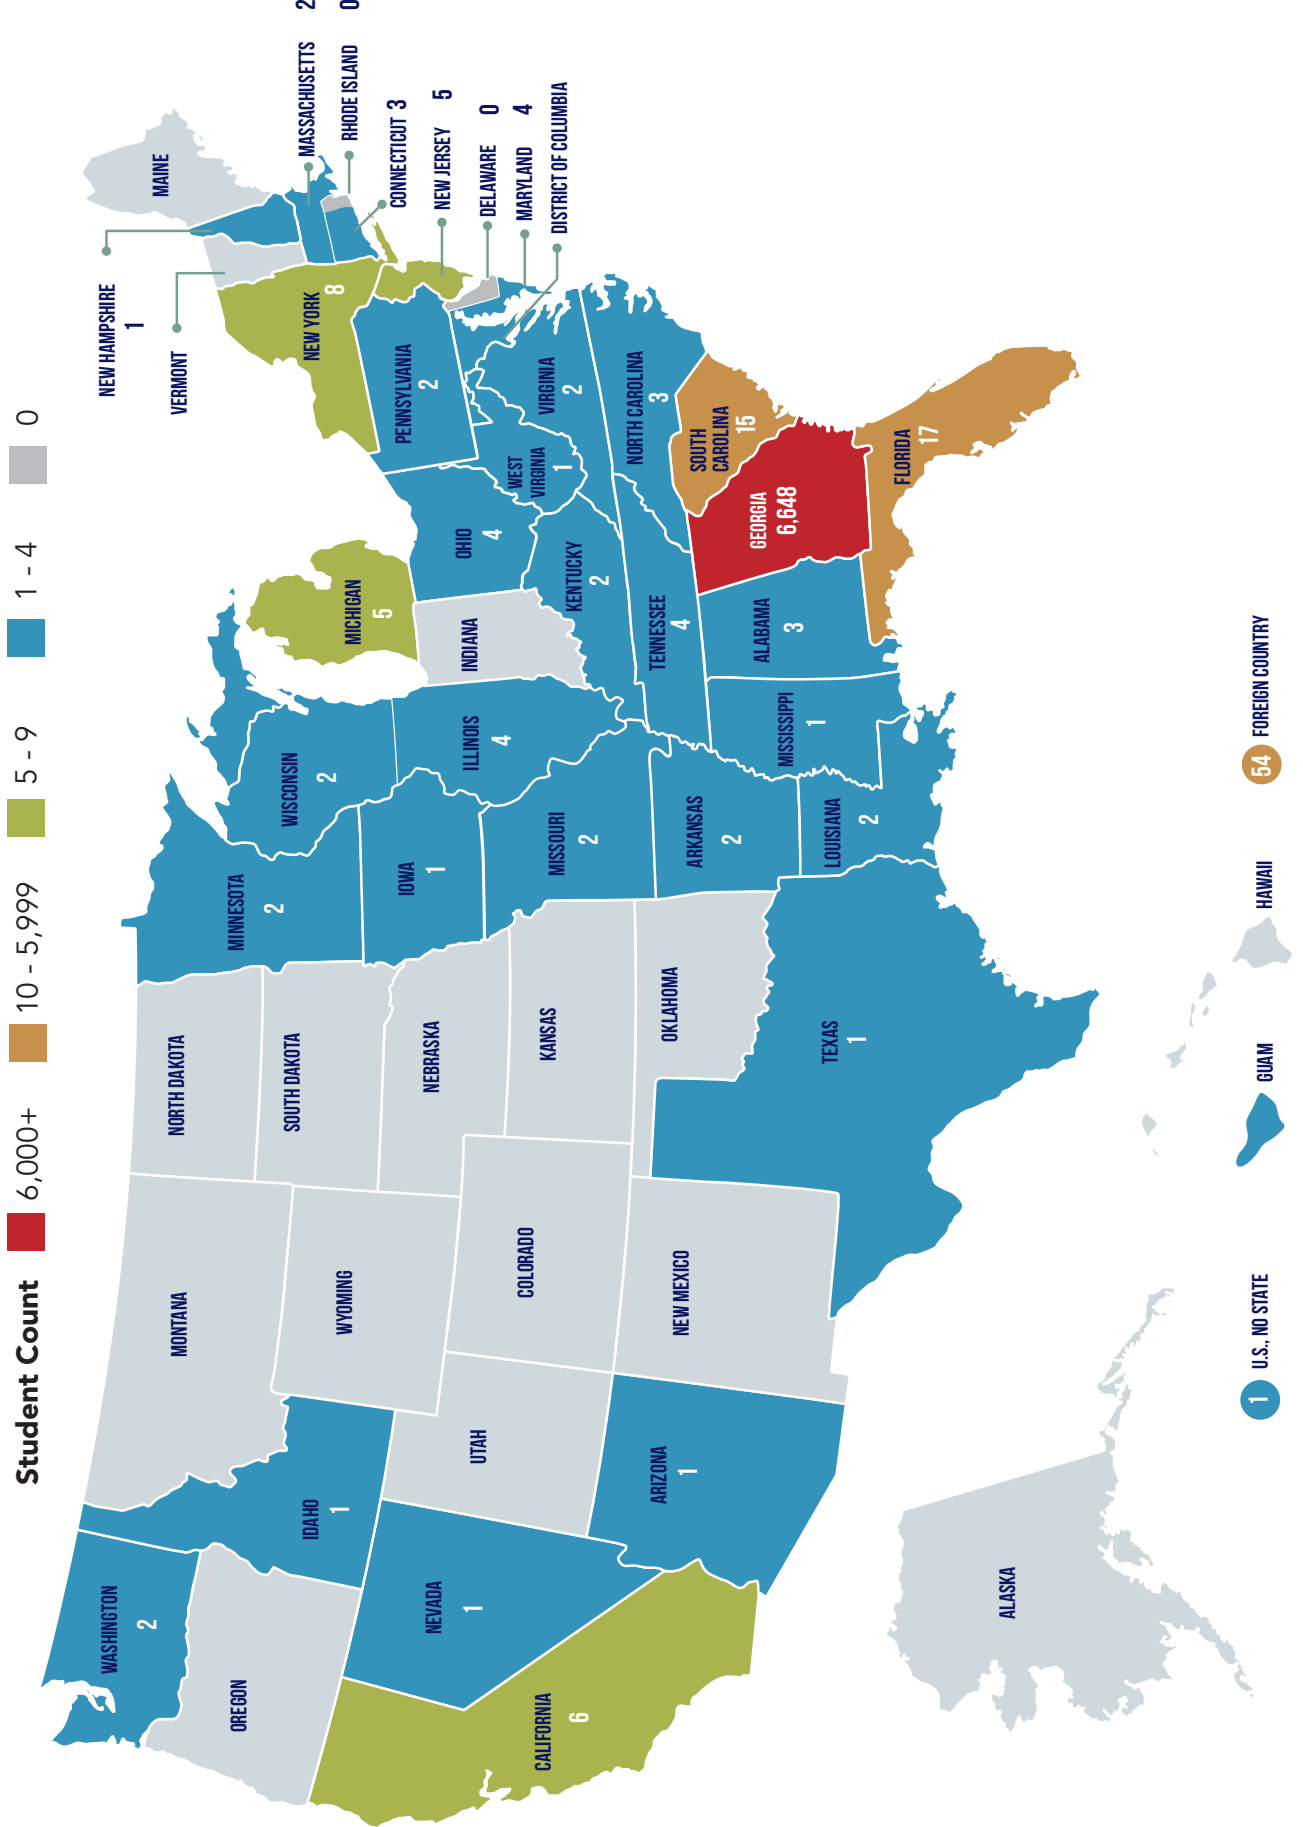 Student Count
6,000+
10 - 5,999
5 - 9
1 - 4
0
WASHINGTON
2
OREGON
CALIFORNIA
6
NEVADA
1
IDAHO
1
MONTANA
WYOMING
UTAH
ARIZONA
1
COLORADO
NEW MEXICO
NORTH DAKOTA
SOUTH DAKOTA
NEBRASKA
KANSAS
OKLAHOMA
TEXAS
1
MINNESOTA
2
IOWA
1
MISSOURI
2
ARKANSAS
2
LOUISIANA
2
WISCONSIN
2
ILLINOIS
4
MISSISSIPPI
1
MICHIGAN
5
INDIANA
KENTUCKY
2
TENNESSEE
4
ALABAMA
3
OHIO
4
WEST
VIRGINIA
1
GEORGIA
6,648
FLORIDA
17
SOUTH
CAROLINA
15
NORTH CAROLINA
3
VIRGINIA
2
PENNSYLVANIA
2
NEW YORK
8
VERMONT
NEW HAMPSHIRE
1
MAINE
MASSACHUSETTS 2
RHODE ISLAND 0
CONNECTICUT 3
NEW JERSEY 5
DELAWARE 0
MARYLAND 4
DISTRICT OF COLUMBIA
ALASKA
1 U.S., NO STATE
GUAM
HAWAII
54 FOREIGN COUNTRY